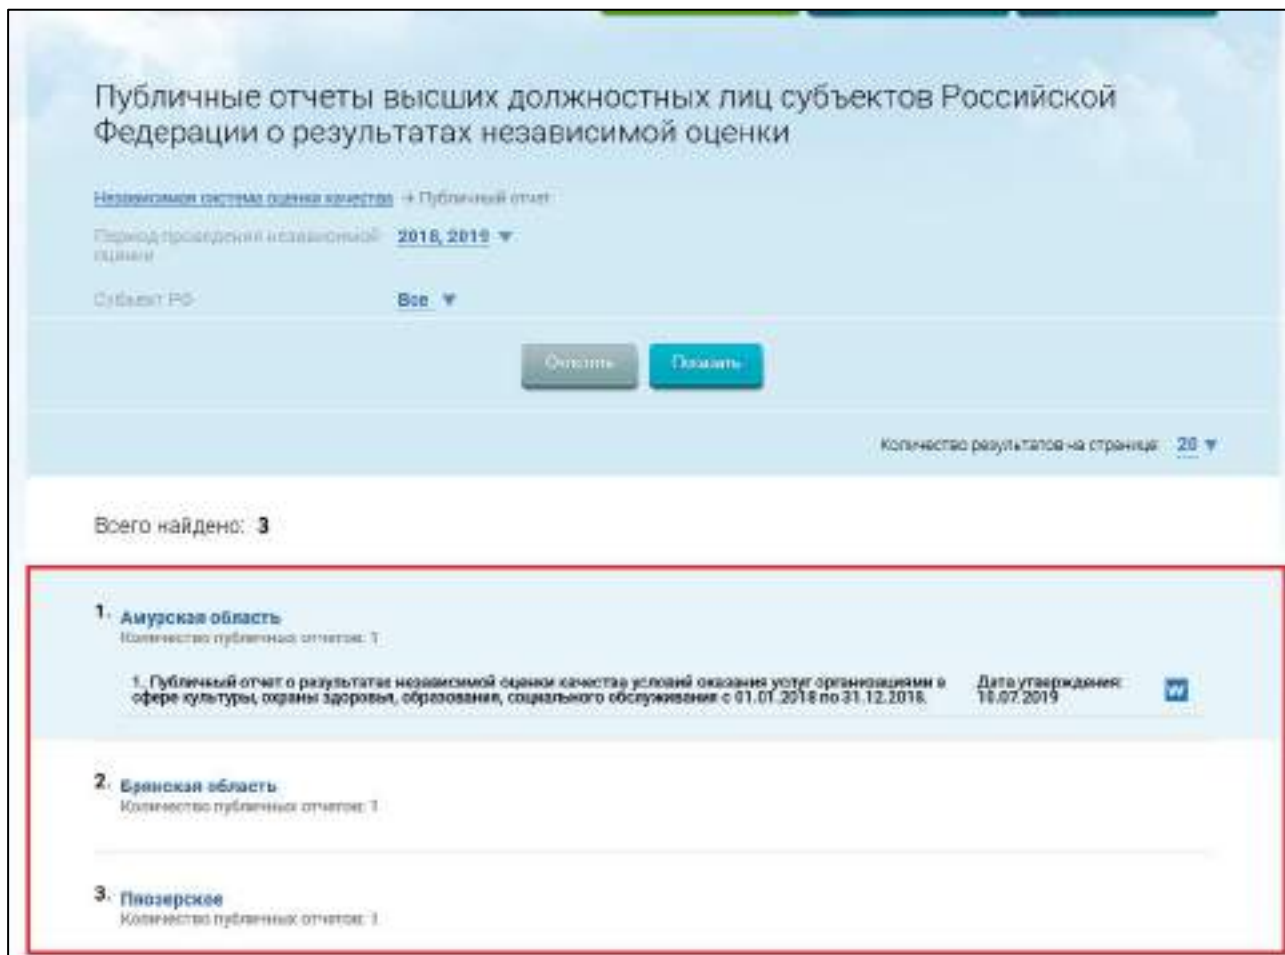 Публичные отчеты высших должностных лиц субъектов Российской
Федерации о результатах независимой оценки
Независимая система оценки качества → Публичный отчет
Период проведения независимой 2018, 2019 ▼
оценки
Субъект РФ Все ▼
Очистить Показать
Количество результатов на странице 20 ▼
Всего найдено: 3
1. Амурская область
Количество публичных отчетов: 1
1. Публичный отчет о результатах независимой оценки качества условий оказания услуг организациями в Дата утверждения:
сфере культуры, охраны здоровья, образования, социального обслуживания с 01.01.2018 по 31.12.2018. 10.07.2019
2. Брянская область
Количество публичных отчетов: 1
3. Пяозерское
Количество публичных отчетов: 1